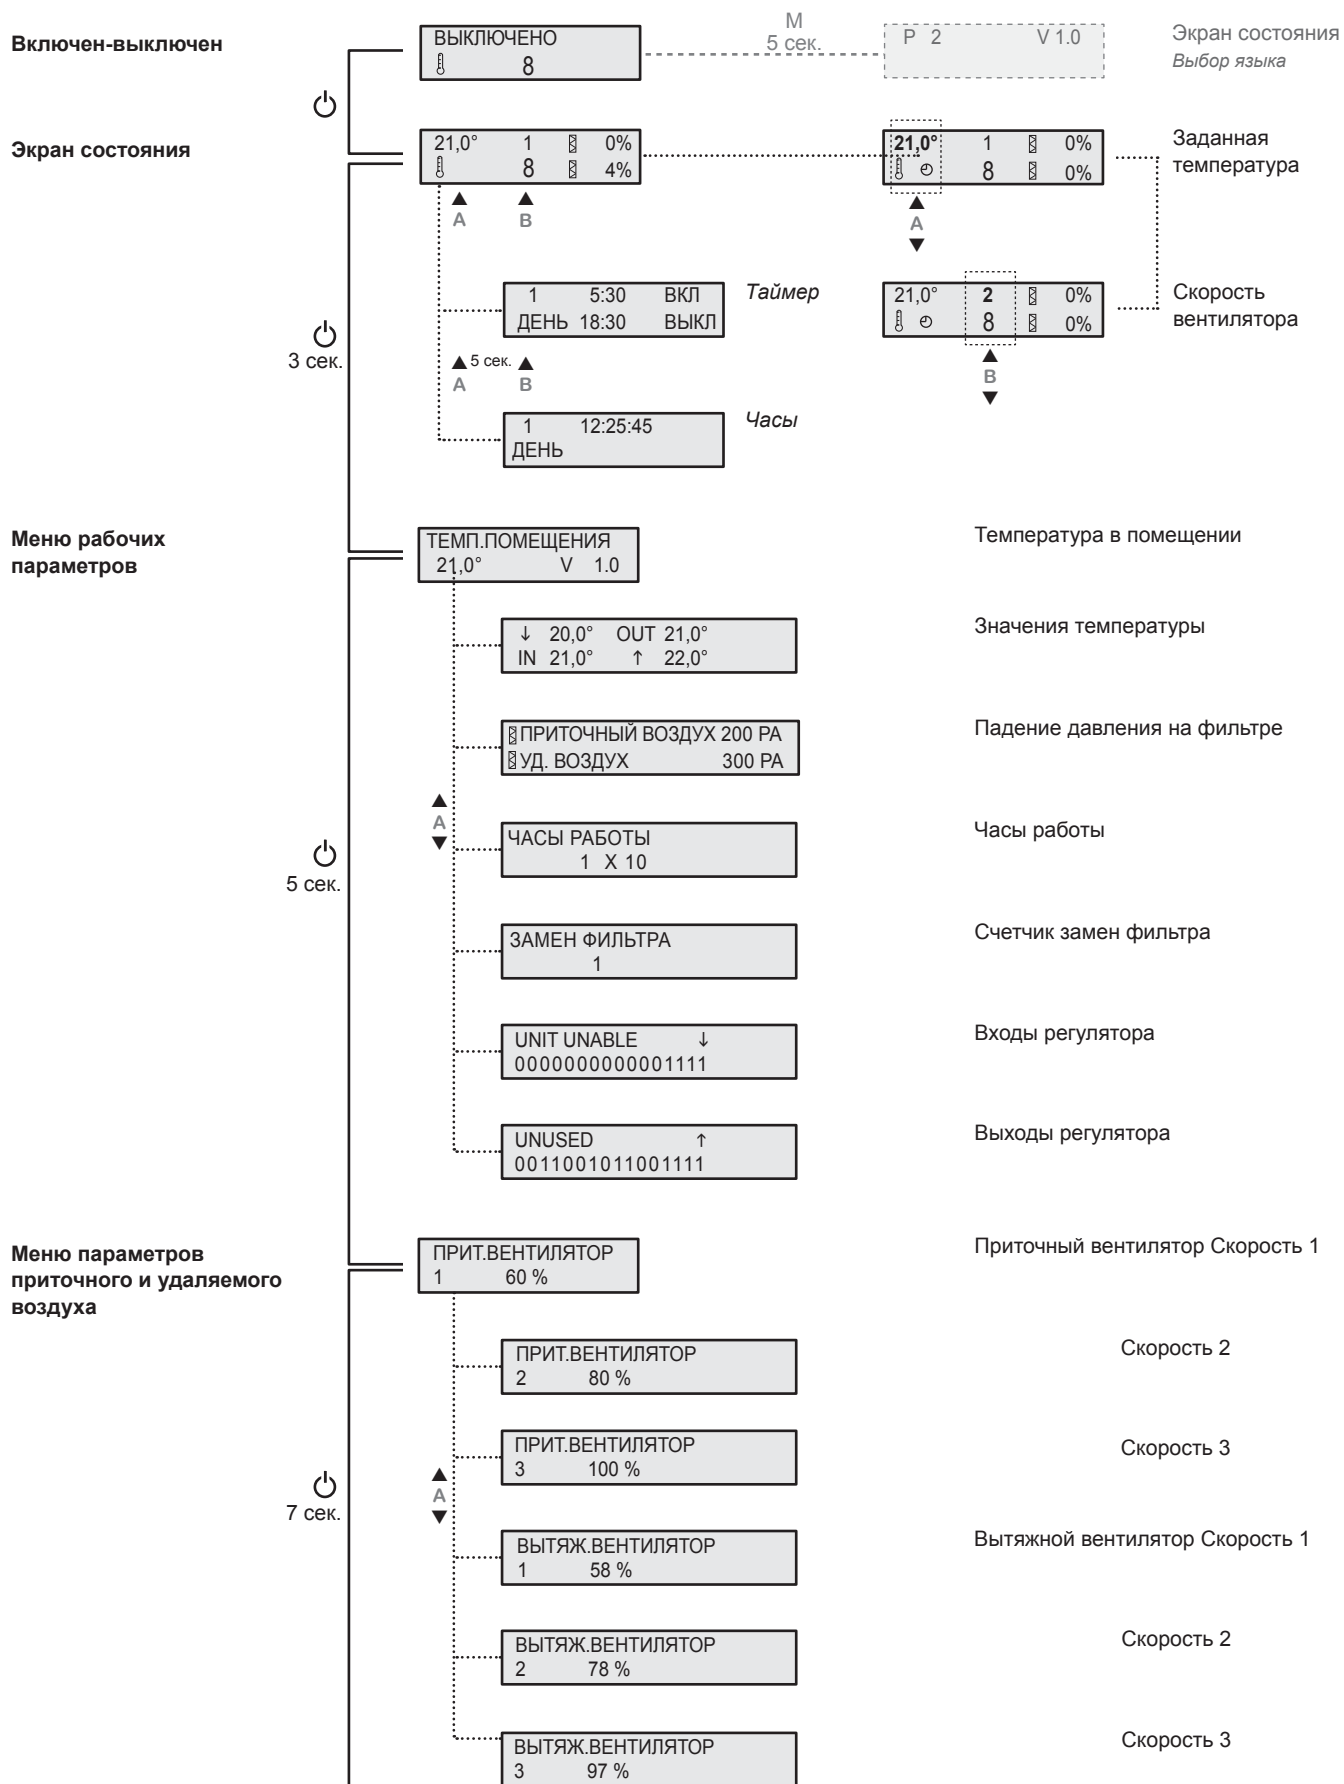 Включен-выключен
ВЫКЛЮЧЕНО
8
M
5 сек.
P 2 V 1.0
Экран состояния
Выбор языка
Экран состояния
21,0° 1 0%
8 4%
A B
21,0° 1 0%
8 0%
A
Заданная
температура
3 сек.
1 5:30 ВКЛ
ДЕНЬ 18:30 ВЫКЛ
Таймер
21,0° 2 0%
8 0%
B
Скорость
вентилятора
5 сек.
A B
1 12:25:45
ДЕНЬ
Часы
Меню рабочих
параметров
ТЕМП.ПОМЕЩЕНИЯ
21,0° V 1.0
Температура в помещении
↓ 20,0° OUT 21,0°
IN 21,0° ↑ 22,0°
Значения температуры
ПРИТОЧНЫЙ ВОЗДУХ 200 РА
УД. ВОЗДУХ 300 РА
Падение давления на фильтре
A
5 сек.
ЧАСЫ РАБОТЫ
1 X 10
Часы работы
ЗАМЕН ФИЛЬТРА
1
Счетчик замен фильтра
UNIT UNABLE ↓
0000000000001111
Входы регулятора
UNUSED ↑
0011001011001111
Выходы регулятора
Меню параметров
приточного и удаляемого
воздуха
ПРИТ.ВЕНТИЛЯТОР
1 60 %
Приточный вентилятор Скорость 1
ПРИТ.ВЕНТИЛЯТОР
2 80 %
Скорость 2
ПРИТ.ВЕНТИЛЯТОР
3 100 %
Скорость 3
A
7 сек.
ВЫТЯЖ.ВЕНТИЛЯТОР
1 58 %
Вытяжной вентилятор Скорость 1
ВЫТЯЖ.ВЕНТИЛЯТОР
2 78 %
Скорость 2
ВЫТЯЖ.ВЕНТИЛЯТОР
3 97 %
Скорость 3